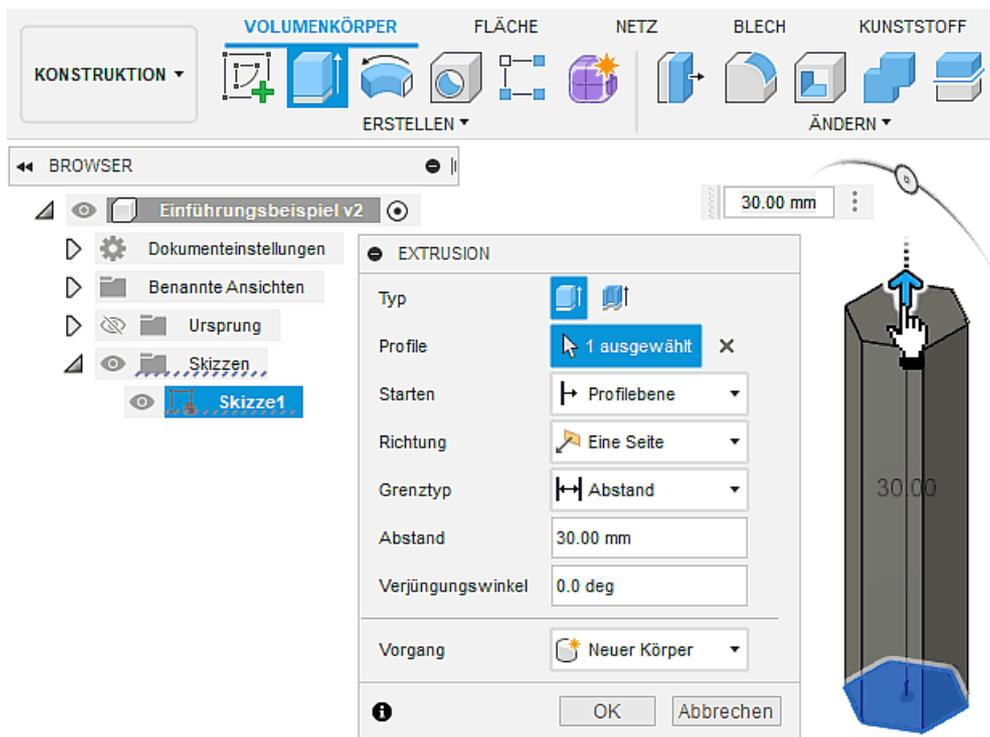 VOLUMENKÖRPER FLÄCHE NETZ BLECH KUNSTSTOFF
KONSTRUKTION
ERSTELLEN ÄNDERN
BROWSER
Einführungsbeispiel v2
30.00 mm
Dokumenteinstellungen
EXTRUSION
Benannte Ansichten
Typ
Ursprung
Profile 1 ausgewählt
Skizzen
Starten Profilebene
Skizze1
Richtung Eine Seite
Grenztyp Abstand
30.00
Abstand 30.00 mm
Verjüngungswinkel 0.0 deg
Vorgang Neuer Körper
OK Abbrechen